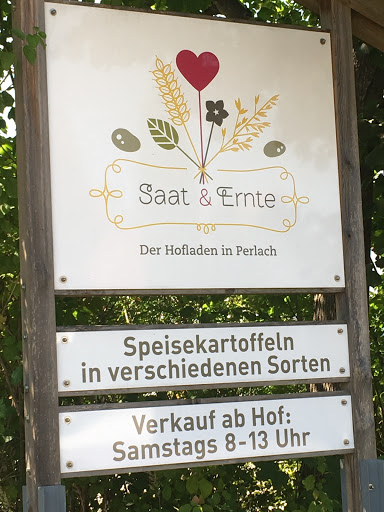 Saat & Ernte
Der Hofladen in Perlach
Speisekartoffeln
in verschiedenen Sorten
Verkauf ab Hof:
Samstags 8-13 Uhr